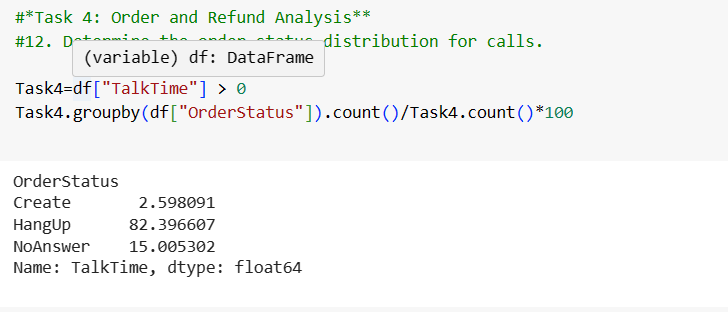 #*Task 4: Order and Refund Analysis**
#12. D distribution for calls.
(variable) df: DataFrame
Task4=df["TalkTime"] > 0
Task4.groupby(df["OrderStatus"]).count()/Task4.count()*100
OrderStatus
Create 2.598091
HangUp 82.396607
NoAnswer 15.005302
Name: TalkTime, dtype: float64